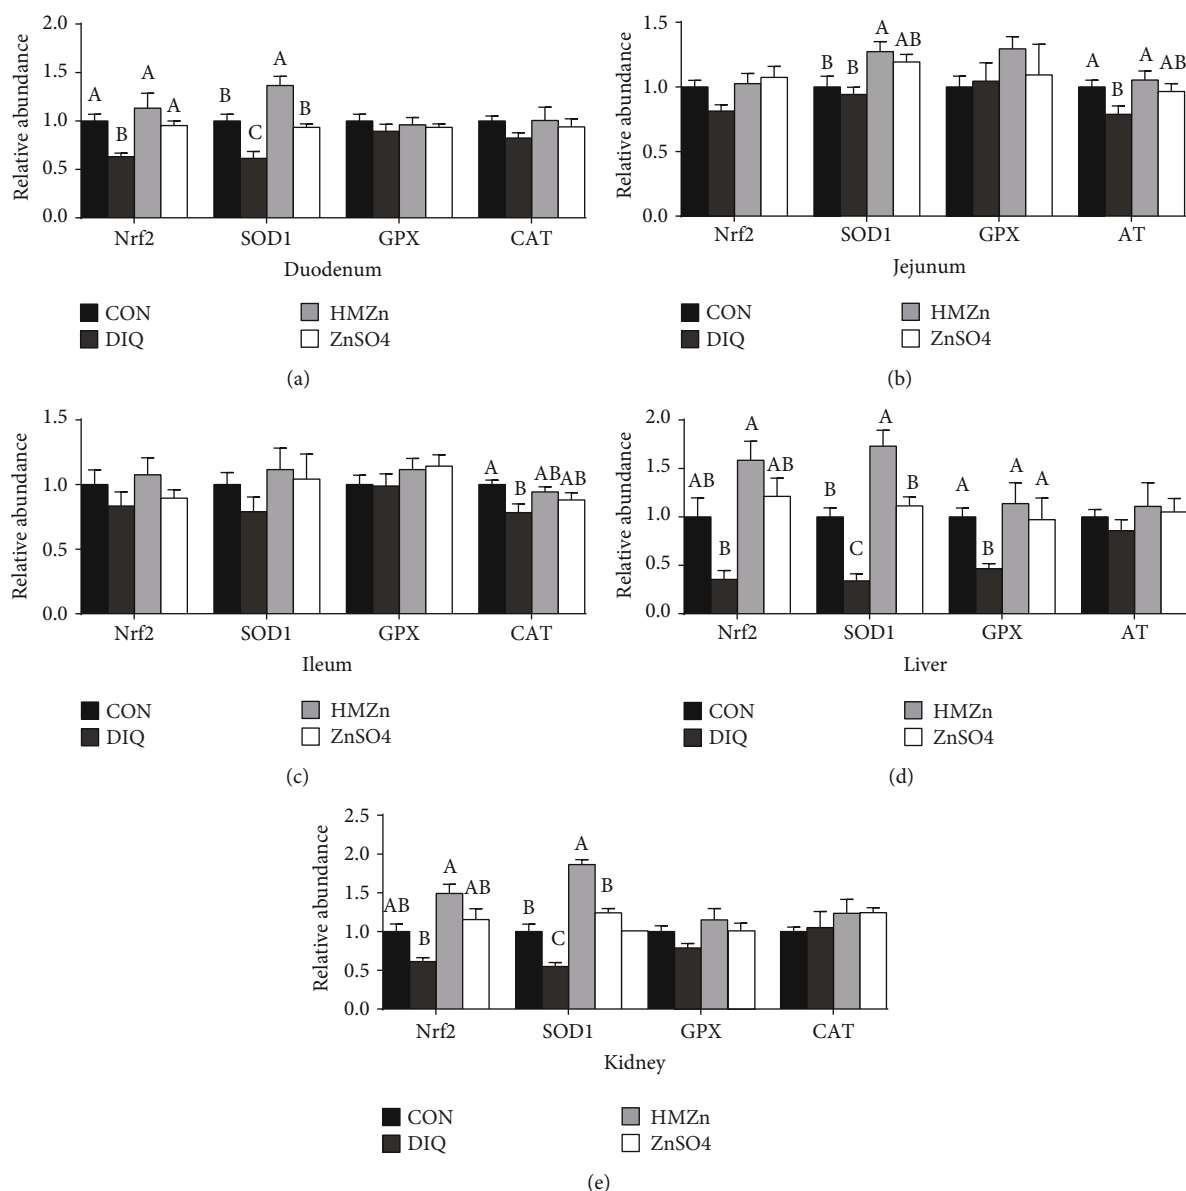 2.0
1.5
1.0
0.5
0.0
Relative abundance
A
B
A
A
B
C
A
B
Nrf2
SOD1
GPX
CAT
Duodenum
CON
DIQ
HMZn
ZnSO4
(a)
1.5
1.0
0.5
0.0
Relative abundance
B
B
A
AB
A
B
A
AB
Nrf2
SOD1
GPX
AT
Jejunum
CON
DIQ
HMZn
ZnSO4
(b)
1.5
1.0
0.5
0.0
Relative abundance
A
B
AB
AB
Nrf2
SOD1
GPX
CAT
Ileum
CON
DIQ
HMZn
ZnSO4
(c)
2.0
1.5
1.0
0.5
0.0
Relative abundance
AB
B
A
AB
B
C
A
B
A
B
A
A
Nrf2
SOD1
GPX
AT
Liver
CON
DIQ
HMZn
ZnSO4
(d)
2.5
2.0
1.5
1.0
0.5
0.0
Relative abundance
AB
B
A
AB
B
C
A
B
Nrf2
SOD1
GPX
CAT
Kidney
CON
DIQ
HMZn
ZnSO4
(e)